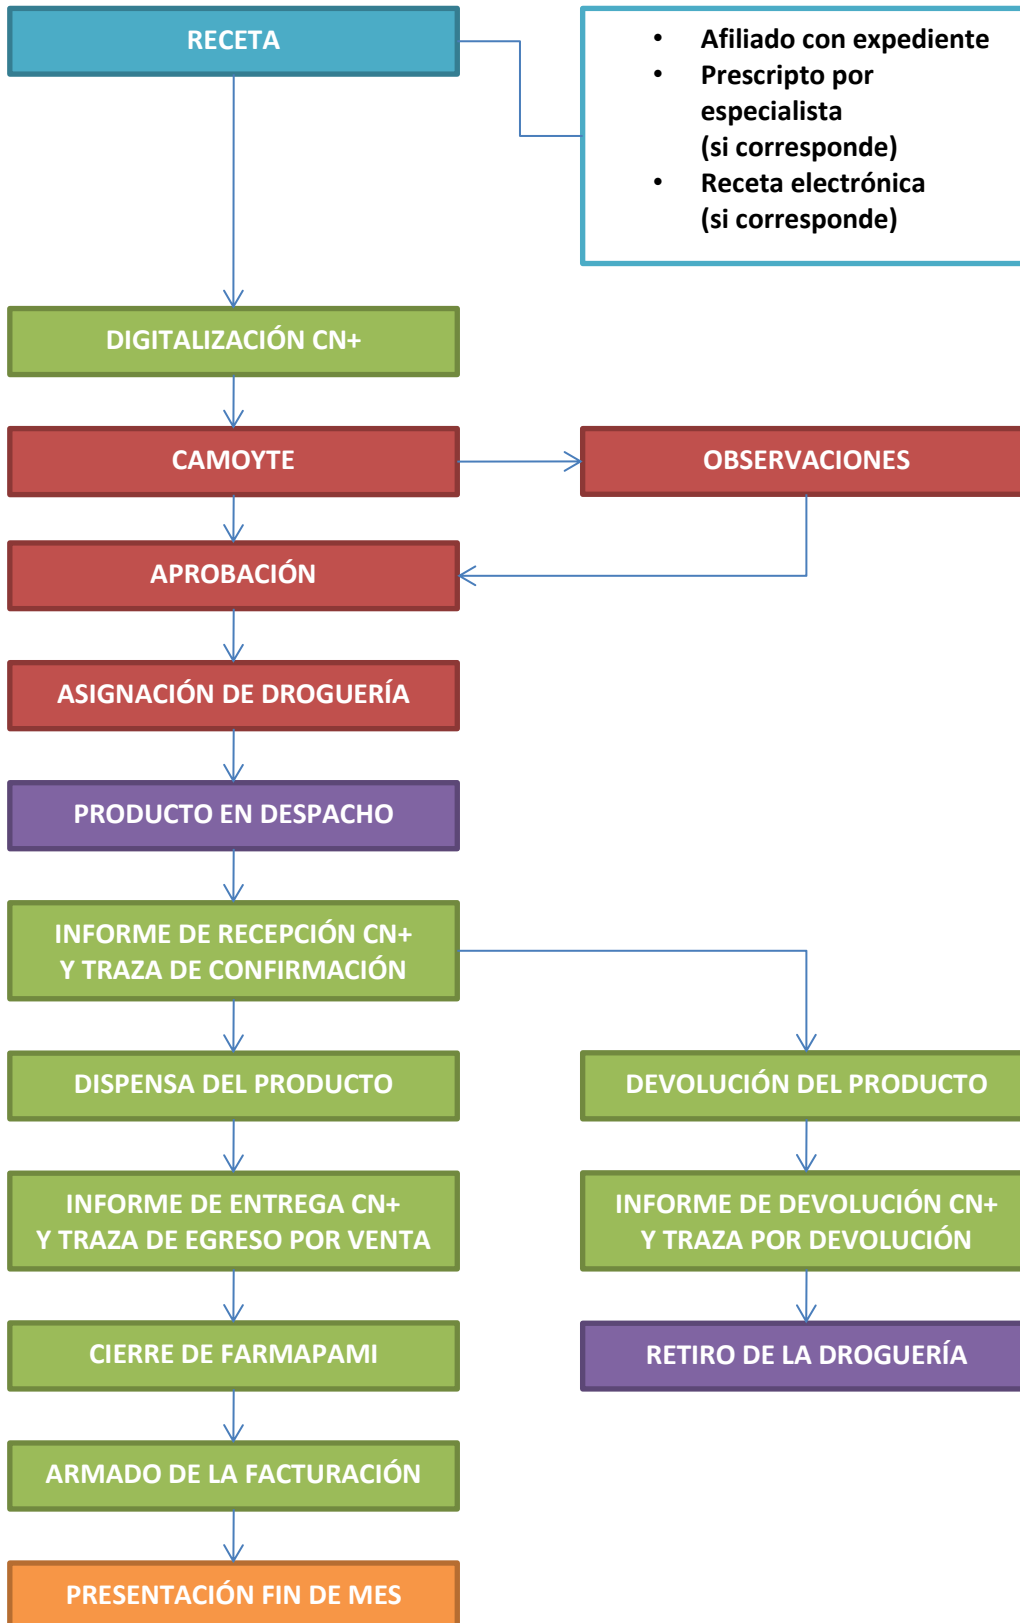 RECETA
• Afiliado con expediente
• Prescripto por
especialista
(si corresponde)
• Receta electrónica
(si corresponde)
DIGITALIZACIÓN CN+
CAMOYTE
OBSERVACIONES
APROBACIÓN
ASIGNACIÓN DE DROGUERÍA
PRODUCTO EN DESPACHO
INFORME DE RECEPCIÓN CN+
Y TRAZA DE CONFIRMACIÓN
DISPENSA DEL PRODUCTO
DEVOLUCIÓN DEL PRODUCTO
INFORME DE ENTREGA CN+
Y TRAZA DE EGRESO POR VENTA
INFORME DE DEVOLUCIÓN CN+
Y TRAZA POR DEVOLUCIÓN
CIERRE DE FARMAPAMI
RETIRO DE LA DROGUERÍA
ARMADO DE LA FACTURACIÓN
PRESENTACIÓN FIN DE MES